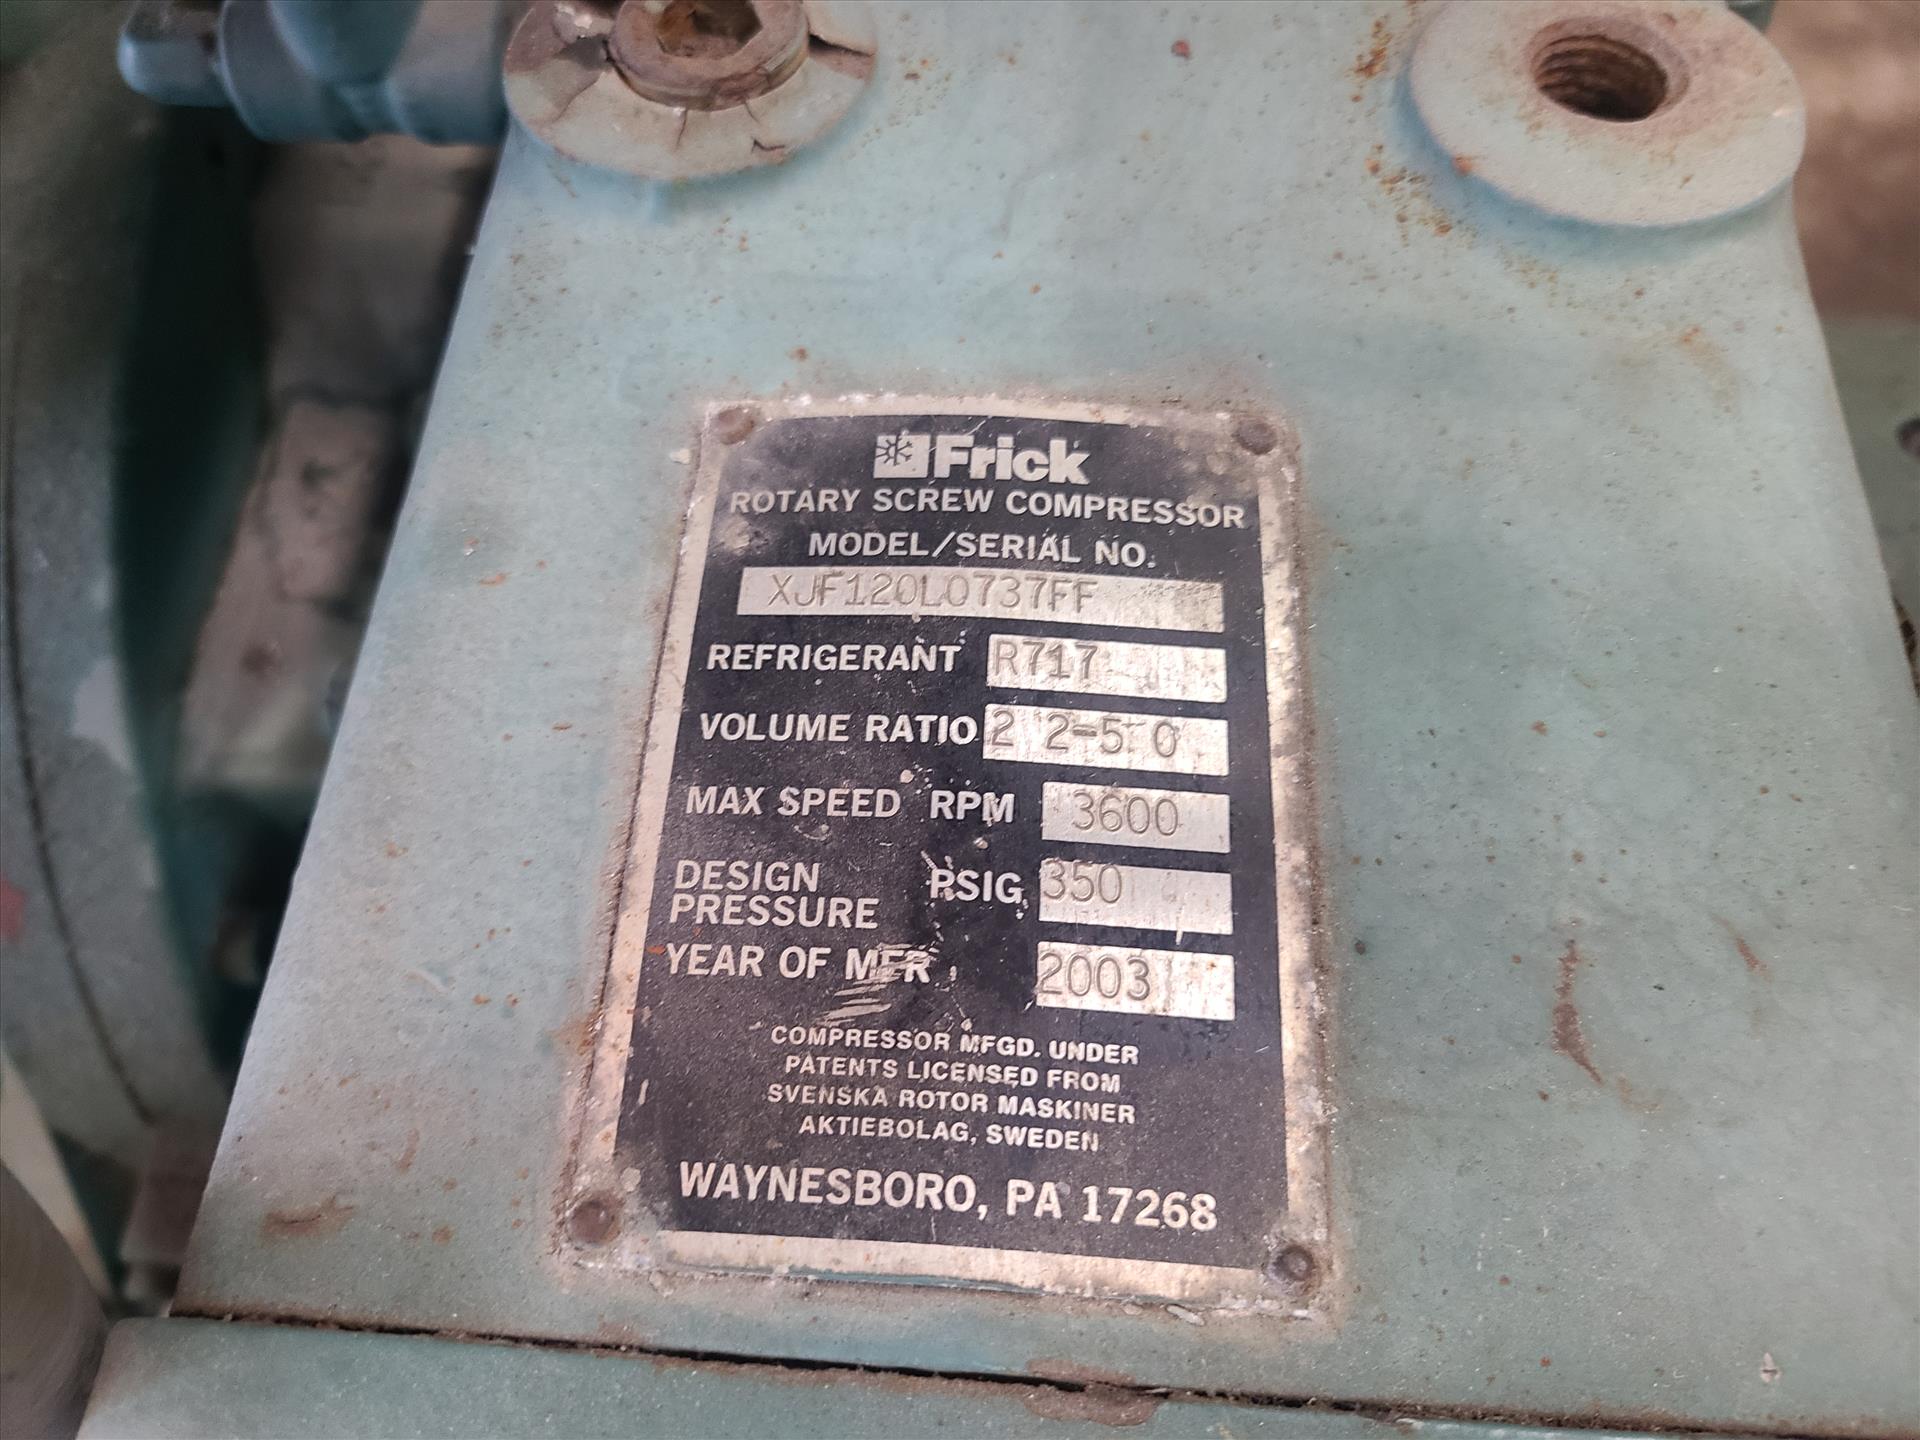 Frick
ROTARY SCREW COMPRESSOR
MODEL/SERIAL NO.
XJF120L0737FF
REFRIGERANT R717
VOLUME RATIO 2 2-5 0
MAX SPEED RPM 3600
DESIGN PRESSURE PSIG 350
YEAR OF MFR. 2003
COMPRESSOR MFGD. UNDER
PATENTS LICENSED FROM
SVENSKA ROTOR MASKINER
AKTIEBOLAG, SWEDEN
WAYNESBORO, PA 17268